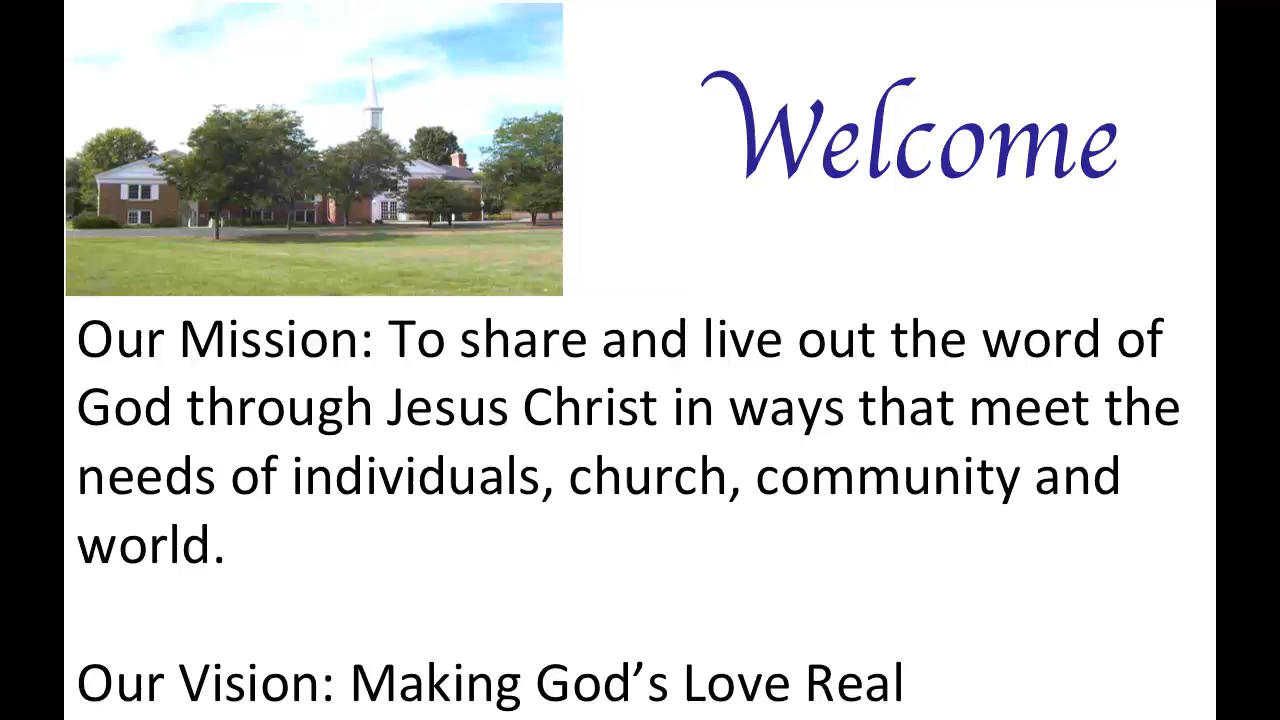 Welcome
Our Mission: To share and live out the word of
God through Jesus Christ in ways that meet the
needs of individuals, church, community and
world.
Our Vision: Making God’s Love Real